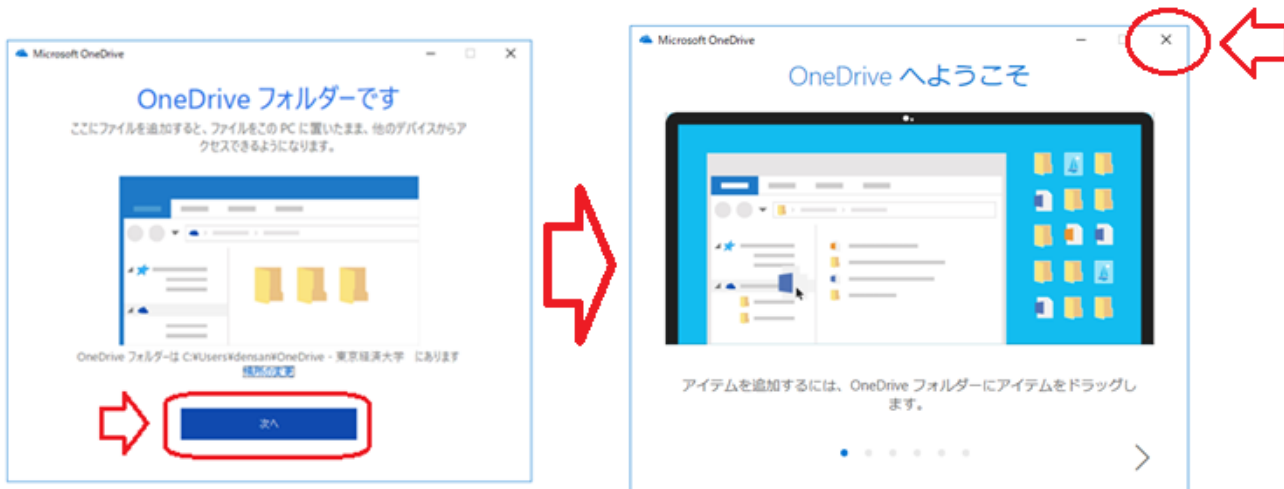 Microsoft OneDrive
OneDrive フォルダーです
ここにファイルを追加すると、ファイルをこの PC に置いたまま、他のデバイスからア
クセスできるようになります。
OneDrive フォルダーは C:¥Users¥densan¥OneDrive - 東京経済大学 にあります
場所の変更
次へ
Microsoft OneDrive
OneDrive へようこそ
アイテムを追加するには、OneDrive フォルダーにアイテムをドラッグし
ます。